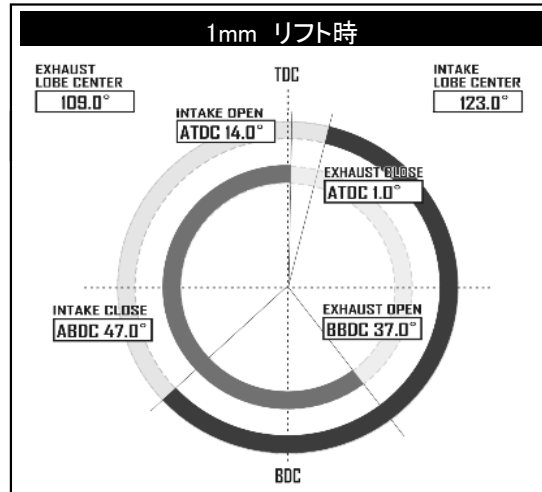 1mm リフト時
EXHAUST
LOBE CENTER
109.0°
TDC
INTAKE
LOBE CENTER
123.0°
INTAKE OPEN
ATDC 14.0°
EXHAUST CLOSE
ATDC 1.0°
INTAKE CLOSE
ABDC 47.0°
EXHAUST OPEN
BBDC 37.0°
BDC